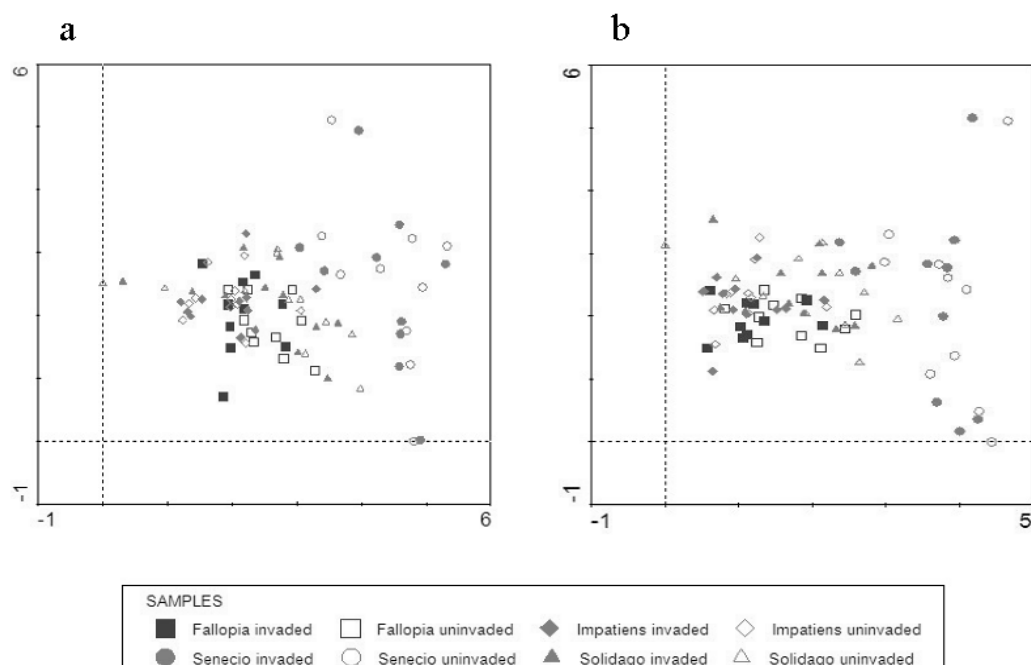 a b
6 6
-1 -1
-1 6 -1 5
SAMPLES
Fallopia invaded Fallopia uninvaded Impatiens invaded Impatiens uninvaded
Senecio invaded Senecio uninvaded Solidago invaded Solidago uninvaded